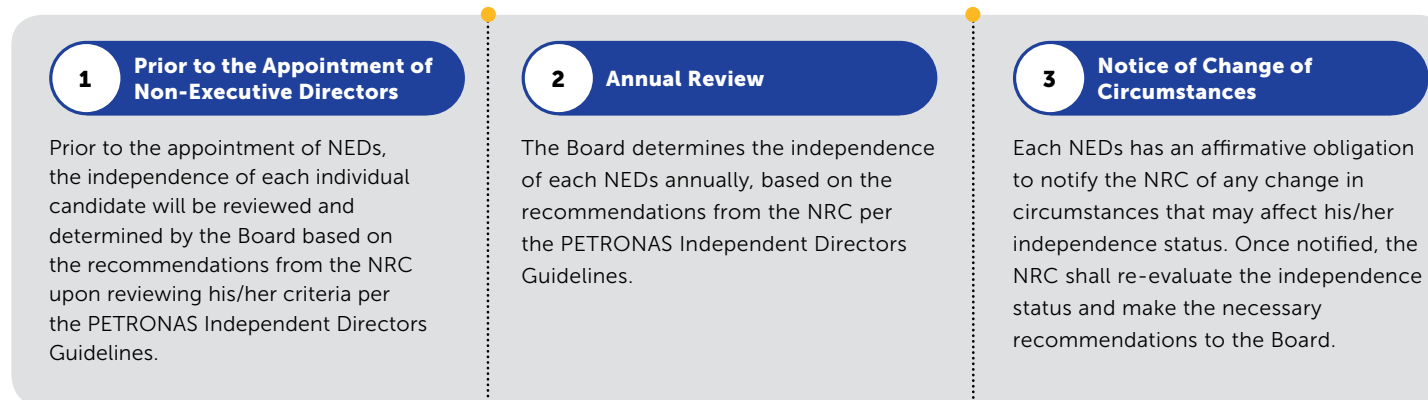 1
Prior to the Appointment of
Non-Executive Directors
Prior to the appointment of NEDs,
the independence of each individual
candidate will be reviewed and
determined by the Board based on
the recommendations from the NRC
upon reviewing his/her criteria per
the PETRONAS Independent Directors
Guidelines.
2
Annual Review
The Board determines the independence
of each NEDs annually, based on the
recommendations from the NRC per
the PETRONAS Independent Directors
Guidelines.
3
Notice of Change of
Circumstances
Each NEDs has an affirmative obligation
to notify the NRC of any change in
circumstances that may affect his/her
independence status. Once notified, the
NRC shall re-evaluate the independence
status and make the necessary
recommendations to the Board.